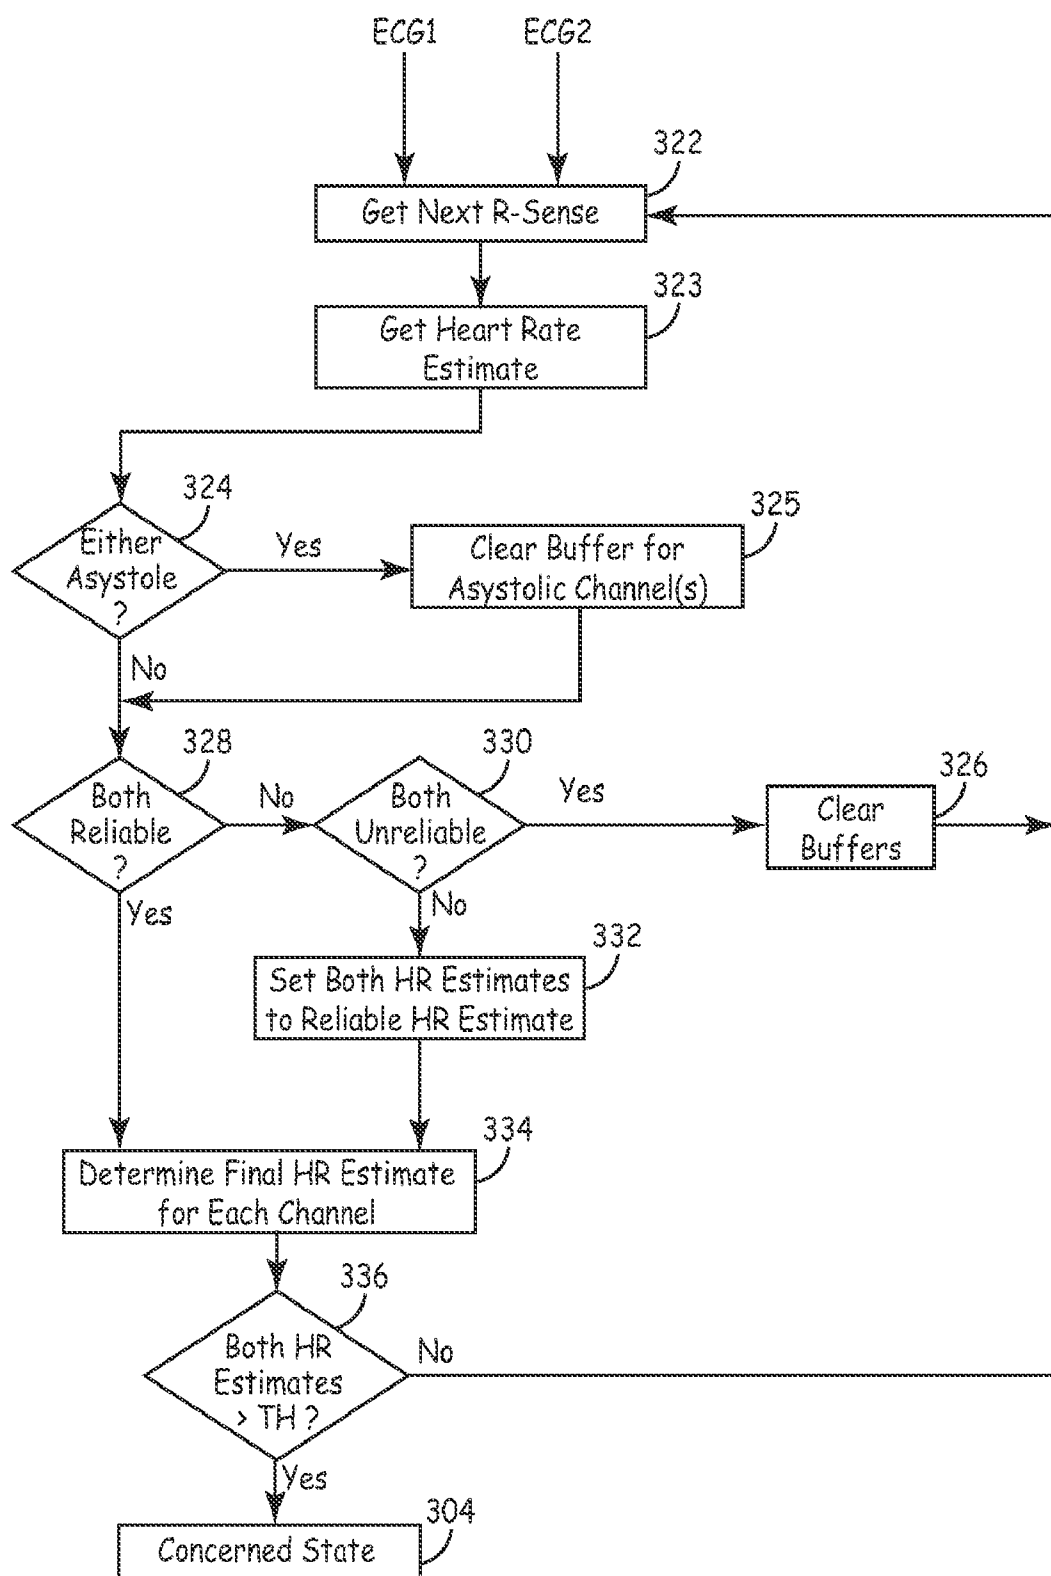 ECG1
ECG2
322
Get Next R-Sense
323
Get Heart Rate
Estimate
324
Either
Asystole
?
Yes
325
Clear Buffer for
Asystolic Channel(s)
No
328
Both
Reliable
?
No
330
Both
Unreliable
?
Yes
326
Clear
Buffers
Yes
No
332
Set Both HR Estimates
to Reliable HR Estimate
334
Determine Final HR Estimate
for Each Channel
336
Both HR
Estimates
> TH ?
No
Yes
304
Concerned State